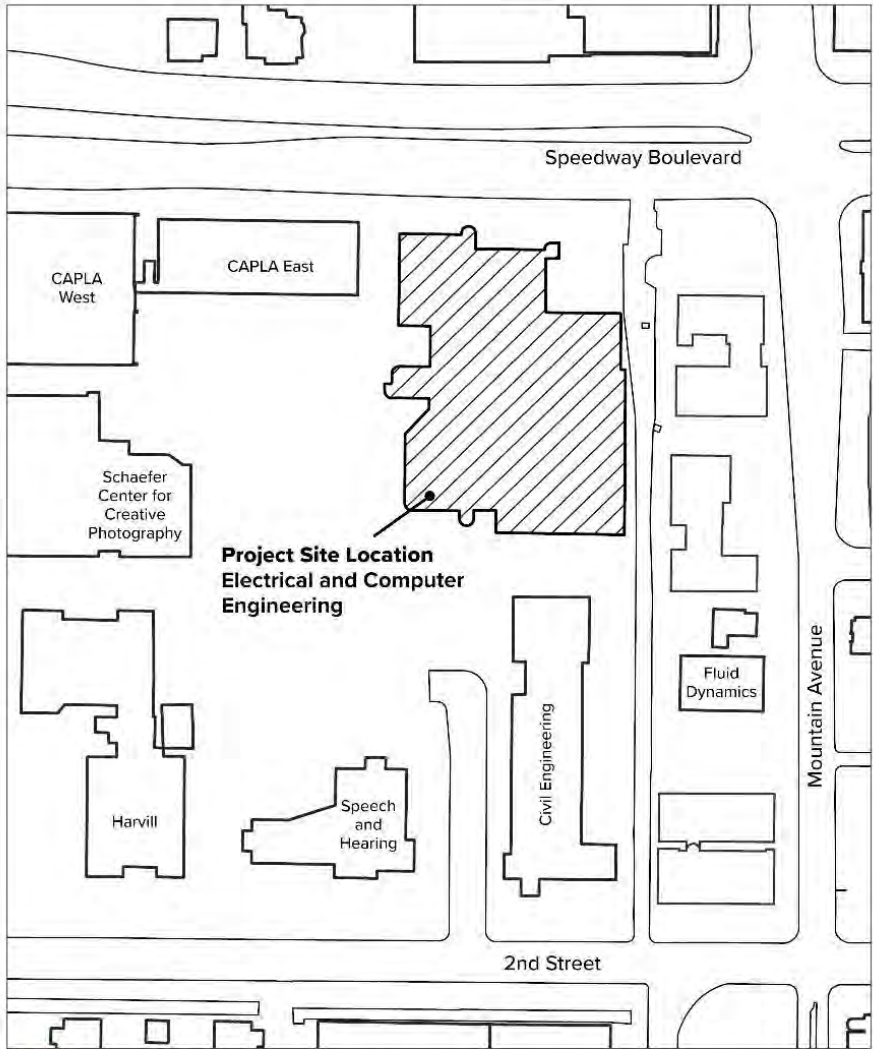 Speedway Boulevard
CAPLA
West
CAPLA East
Schaefer
Center for
Creative
Photography
Project Site Location
Electrical and Computer
Engineering
Fluid
Dynamics
Mountain Avenue
Civil Engineering
Harvill
Speech
and
Hearing
2nd Street